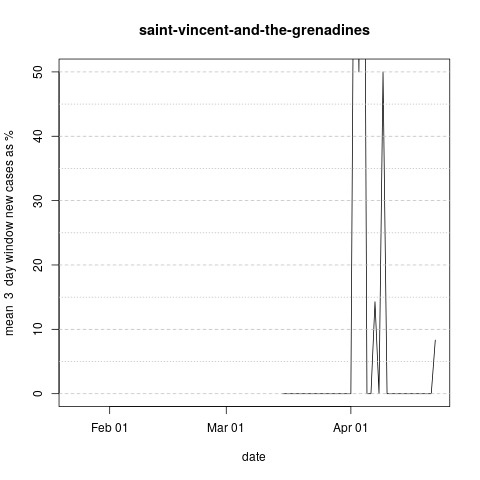 saint-vincent-and-the-grenadines
mean 3 day window new cases as %
50
40
30
20
10
0
Feb 01
Mar 01
Apr 01
date